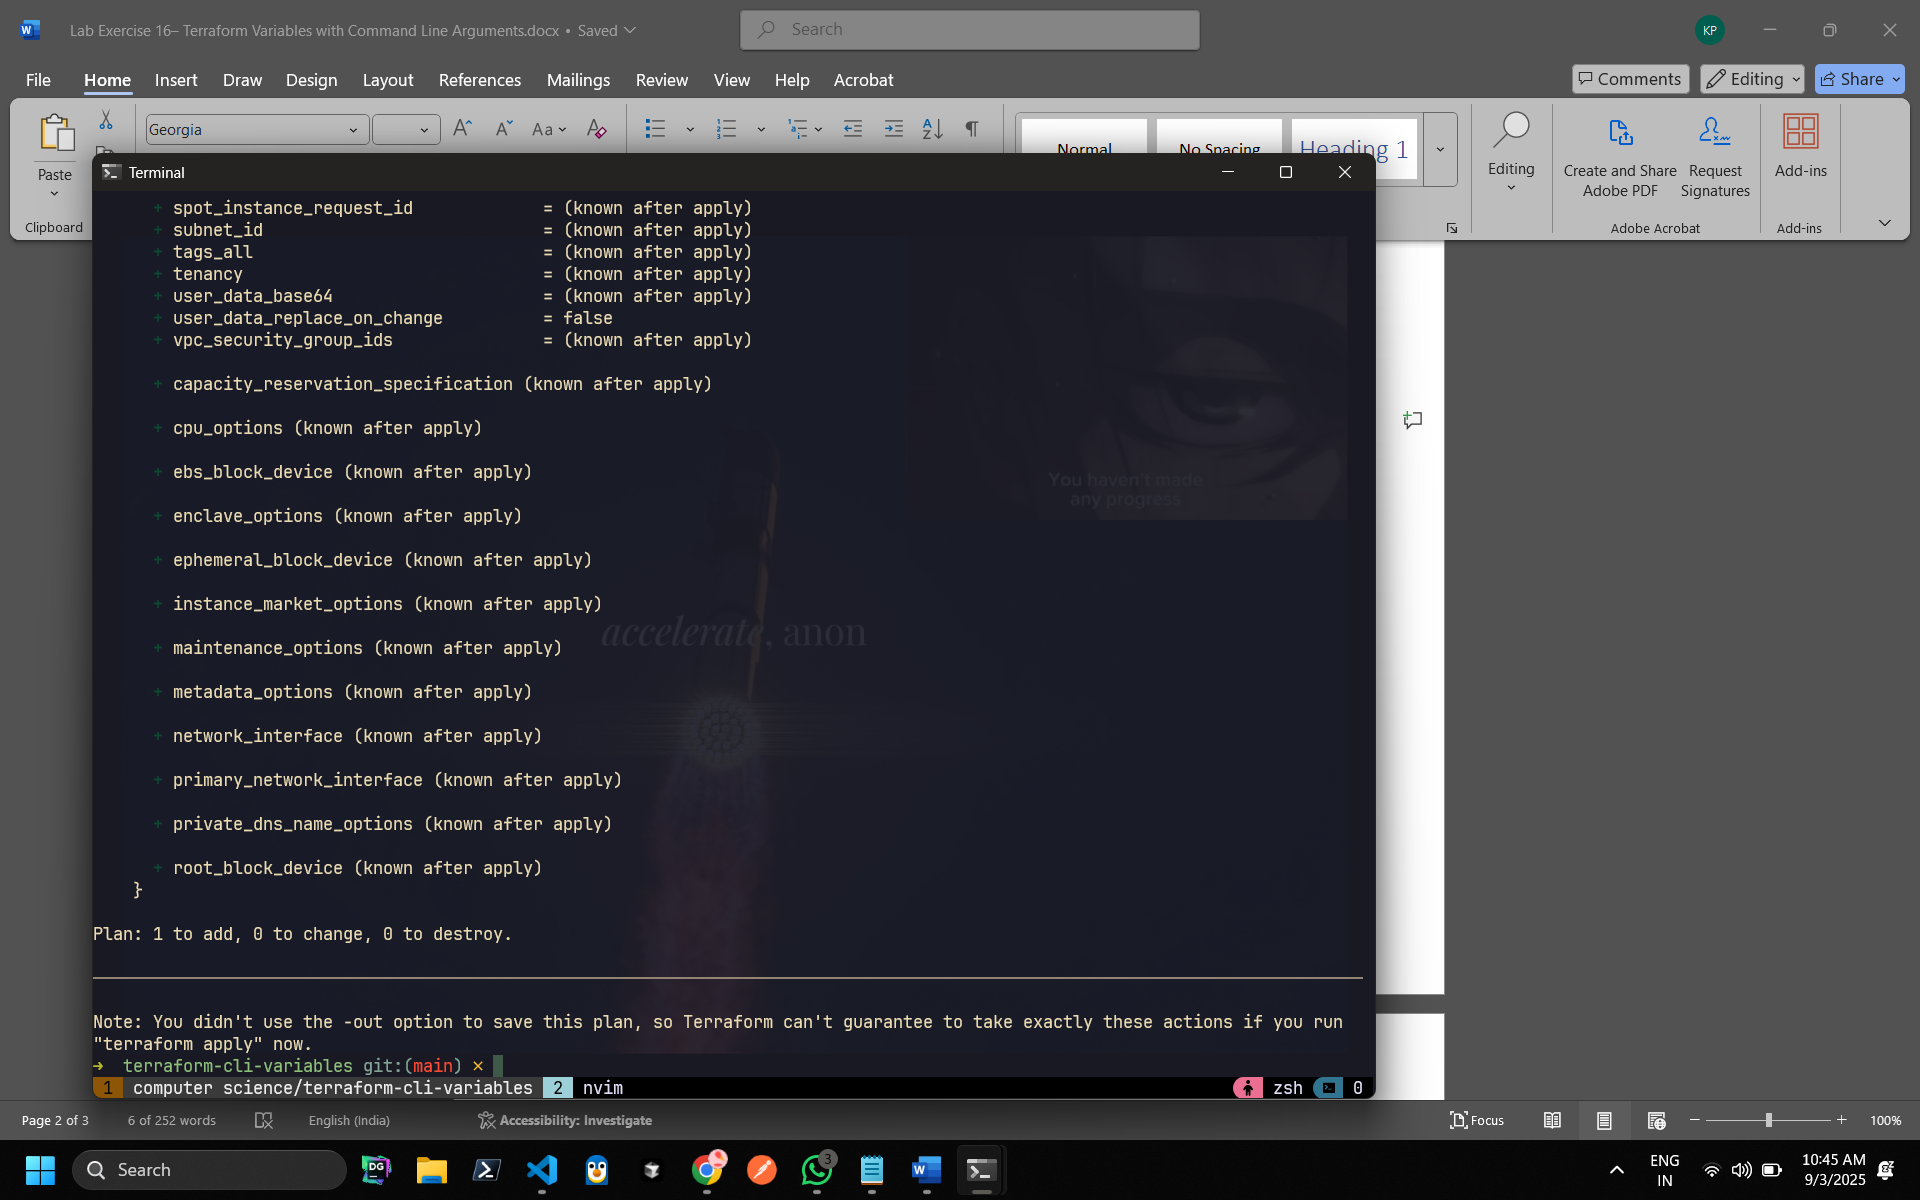 Lab Exercise 16– Terraform Variables with Command Line Arguments.docx • Saved
Search
KP
File Home Insert Draw Design Layout References Mailings Review View Help Acrobat
Comments Editing Share
Georgia
Aa
Paste
Clipboard
Normal
No Spacing
Heading 1
Editing
Create and Share Adobe PDF
Request Signatures
Adobe Acrobat
Add-ins
Add-ins
Terminal
+ spot_instance_request_id = (known after apply)
+ subnet_id = (known after apply)
+ tags_all = (known after apply)
+ tenancy = (known after apply)
+ user_data_base64 = (known after apply)
+ user_data_replace_on_change = false
+ vpc_security_group_ids = (known after apply)
+ capacity_reservation_specification (known after apply)
+ cpu_options (known after apply)
+ ebs_block_device (known after apply)
+ enclave_options (known after apply)
+ ephemeral_block_device (known after apply)
+ instance_market_options (known after apply)
+ maintenance_options (known after apply)
+ metadata_options (known after apply)
+ network_interface (known after apply)
+ primary_network_interface (known after apply)
+ private_dns_name_options (known after apply)
+ root_block_device (known after apply)
}
You haven't made
any progress
accelerate, anon
Plan: 1 to add, 0 to change, 0 to destroy.
Note: You didn't use the -out option to save this plan, so Terraform can't guarantee to take exactly these actions if you run
"terraform apply" now.
➜ terraform-cli-variables git:(main) ×
1 computer science/terraform-cli-variables 2 nvim zsh 0
Page 2 of 3 6 of 252 words English (India) Accessibility: Investigate Focus 100%
Search
DG
3
ENG
IN
10:45 AM
9/3/2025